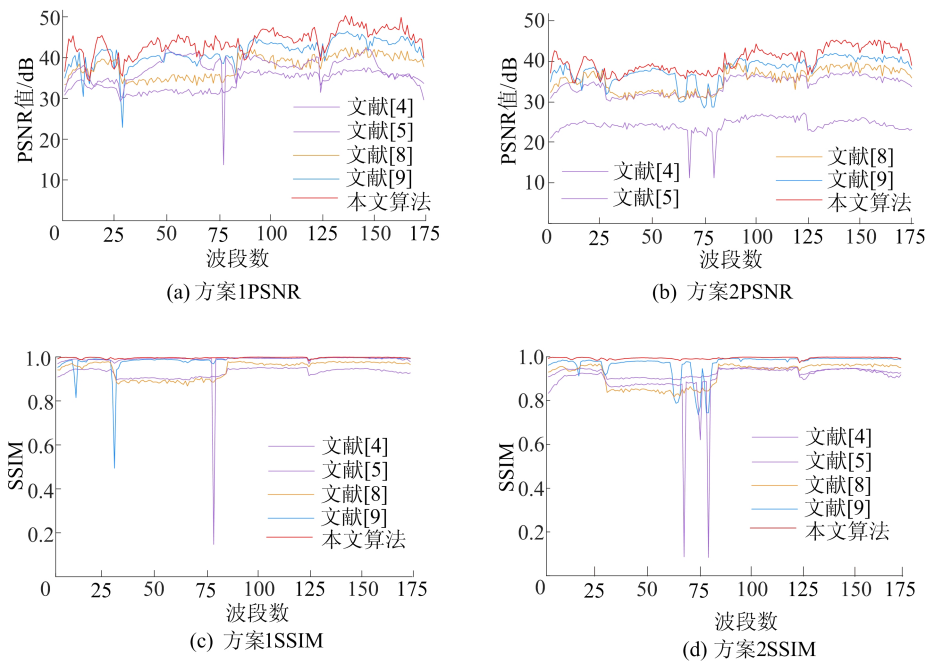 50
40
30
20
10
0
PSNR值/dB
25
50
75
100
125
150
175
波段数
文献[4]
文献[5]
文献[8]
文献[9]
本文算法
(a) 方案1PSNR
50
40
30
20
10
0
PSNR值/dB
25
50
75
100
125
150
175
波段数
文献[4]
文献[5]
文献[8]
文献[9]
本文算法
(b) 方案2PSNR
1.0
0.8
0.6
0.4
0.2
0
SSIM
25
50
75
100
125
150
175
波段数
文献[4]
文献[5]
文献[8]
文献[9]
本文算法
(c) 方案1SSIM
1.0
0.8
0.6
0.4
0.2
0
SSIM
25
50
75
100
125
150
175
波段数
文献[4]
文献[5]
文献[8]
文献[9]
本文算法
(d) 方案2SSIM